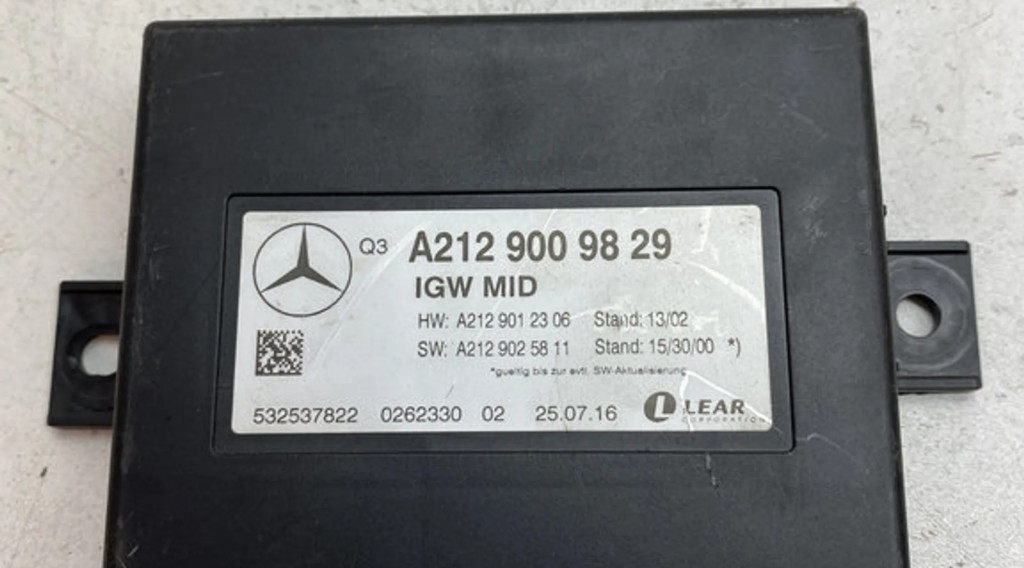 Q3 A212 900 98 29
IGW MID
HW: A212 901 23 06 Stand: 13/02
SW: A212 902 58 11 Stand: 15/30/00 *)
*gueltig bis zur evtl. SW-Aktualisierung
532537822 0262330 02 25.07.16 LEAR
CORPORATION